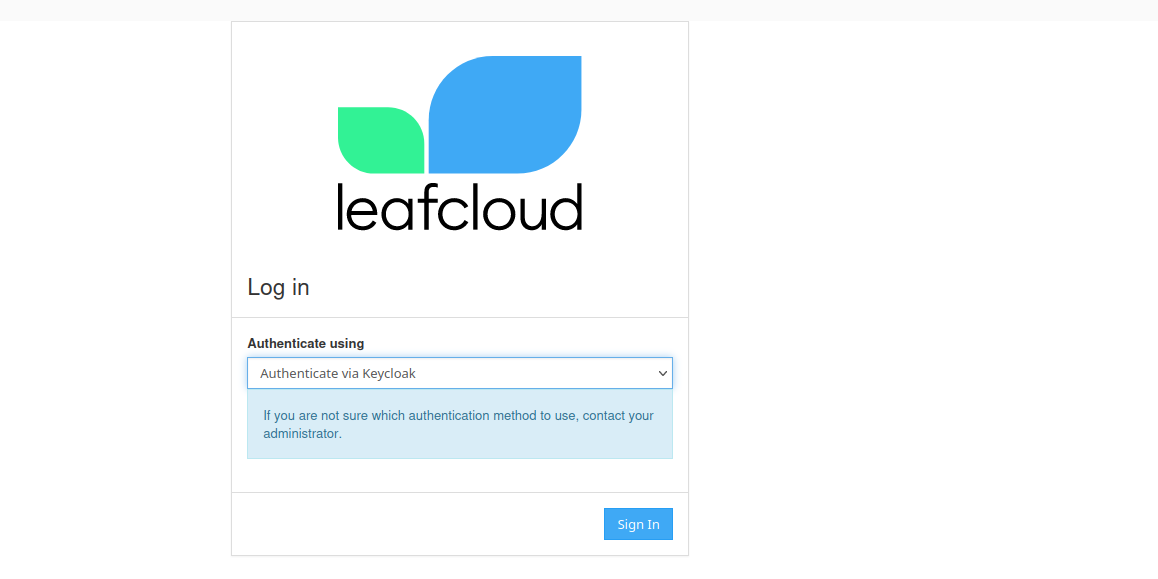 leafcloud
Log in
Authenticate using
Authenticate via Keycloak
If you are not sure which authentication method to use, contact your
administrator.
Sign In